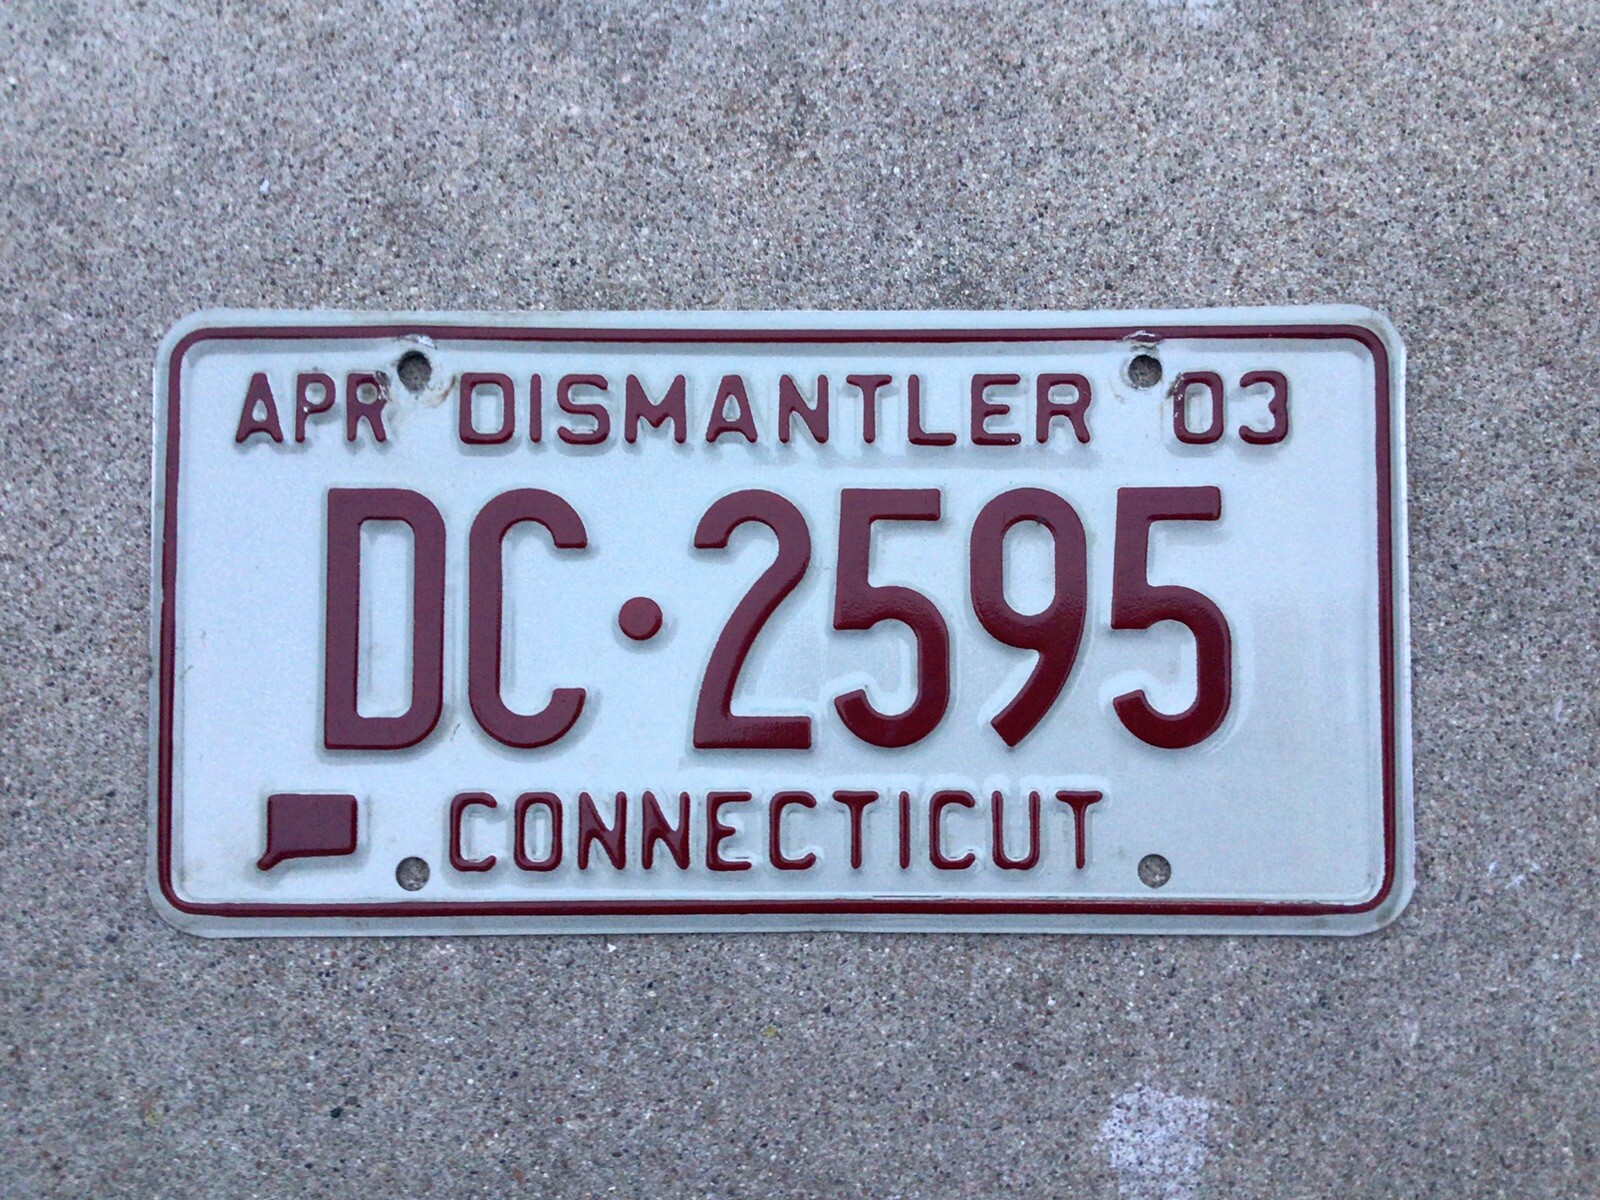 APR DISMANTLER 03
DC·2595
CONNECTICUT